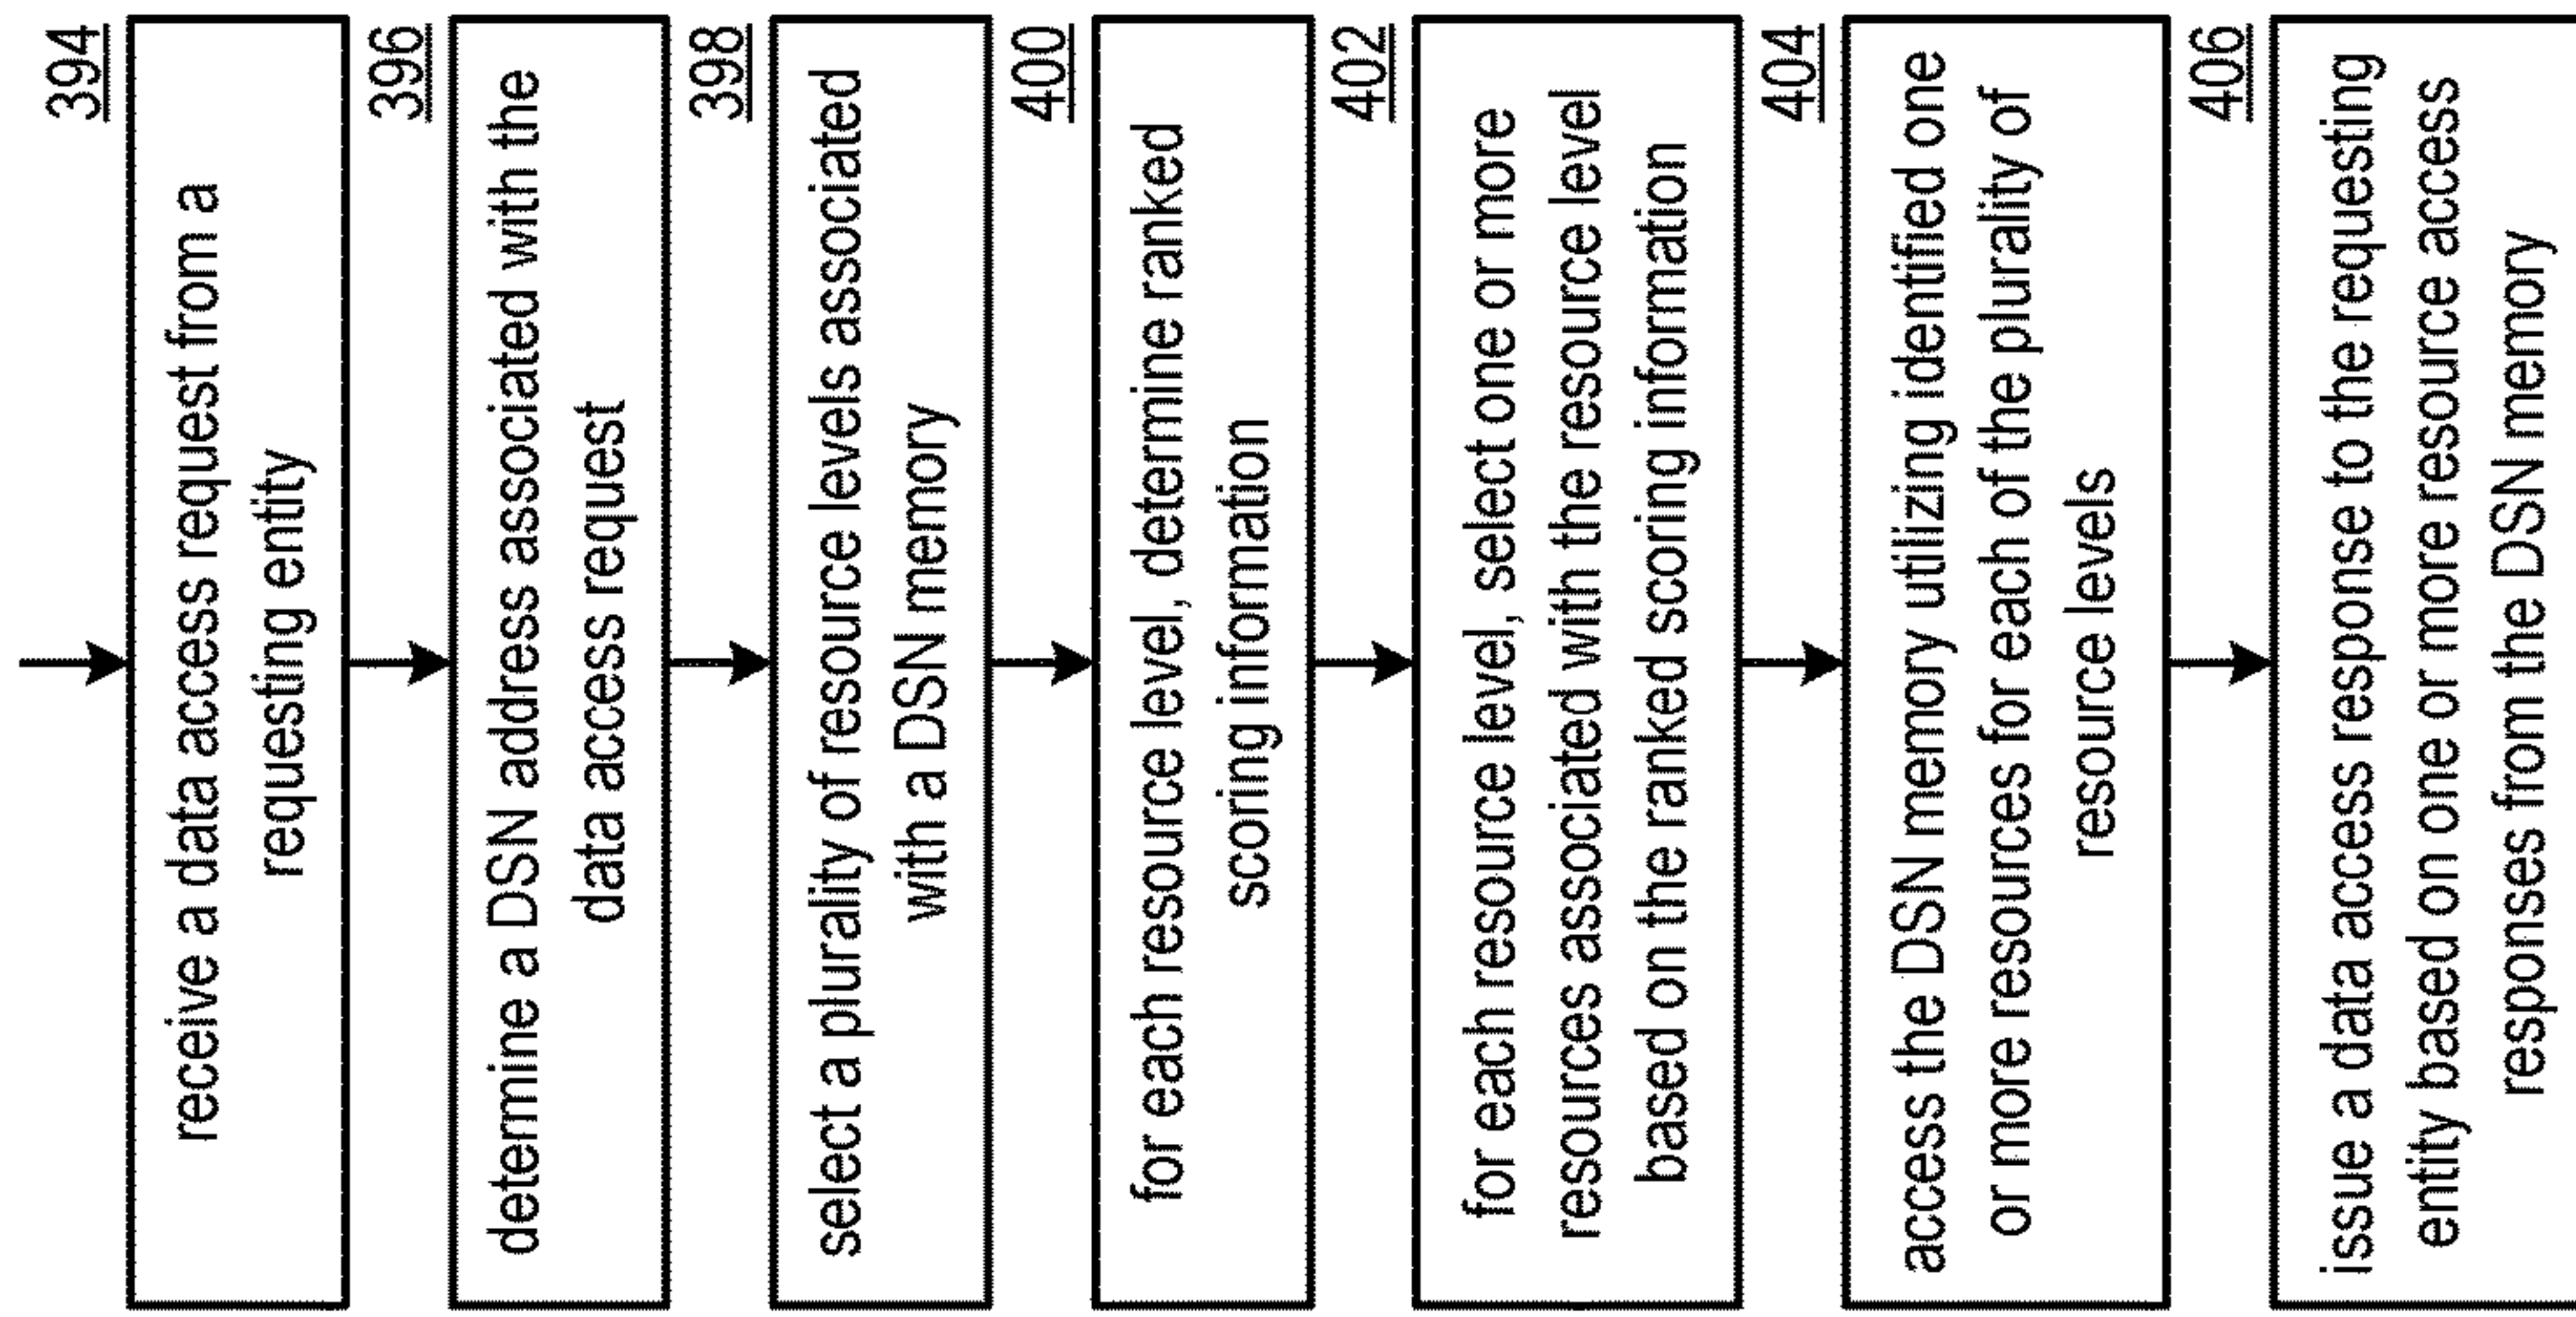 394
receive a data access request from a
requesting entity
396
determine a DSN address associated with the
data access request
398
select a plurality of resource levels associated
with a DSN memory
400
for each resource level, determine ranked
scoring information
402
for each resource level, select one or more
resources associated with the resource level
based on the ranked scoring information
404
access the DSN memory utilizing identified one
or more resources for each of the plurality of
resource levels
406
issue a data access response to the requesting
entity based on one or more resource access
responses from the DSN memory